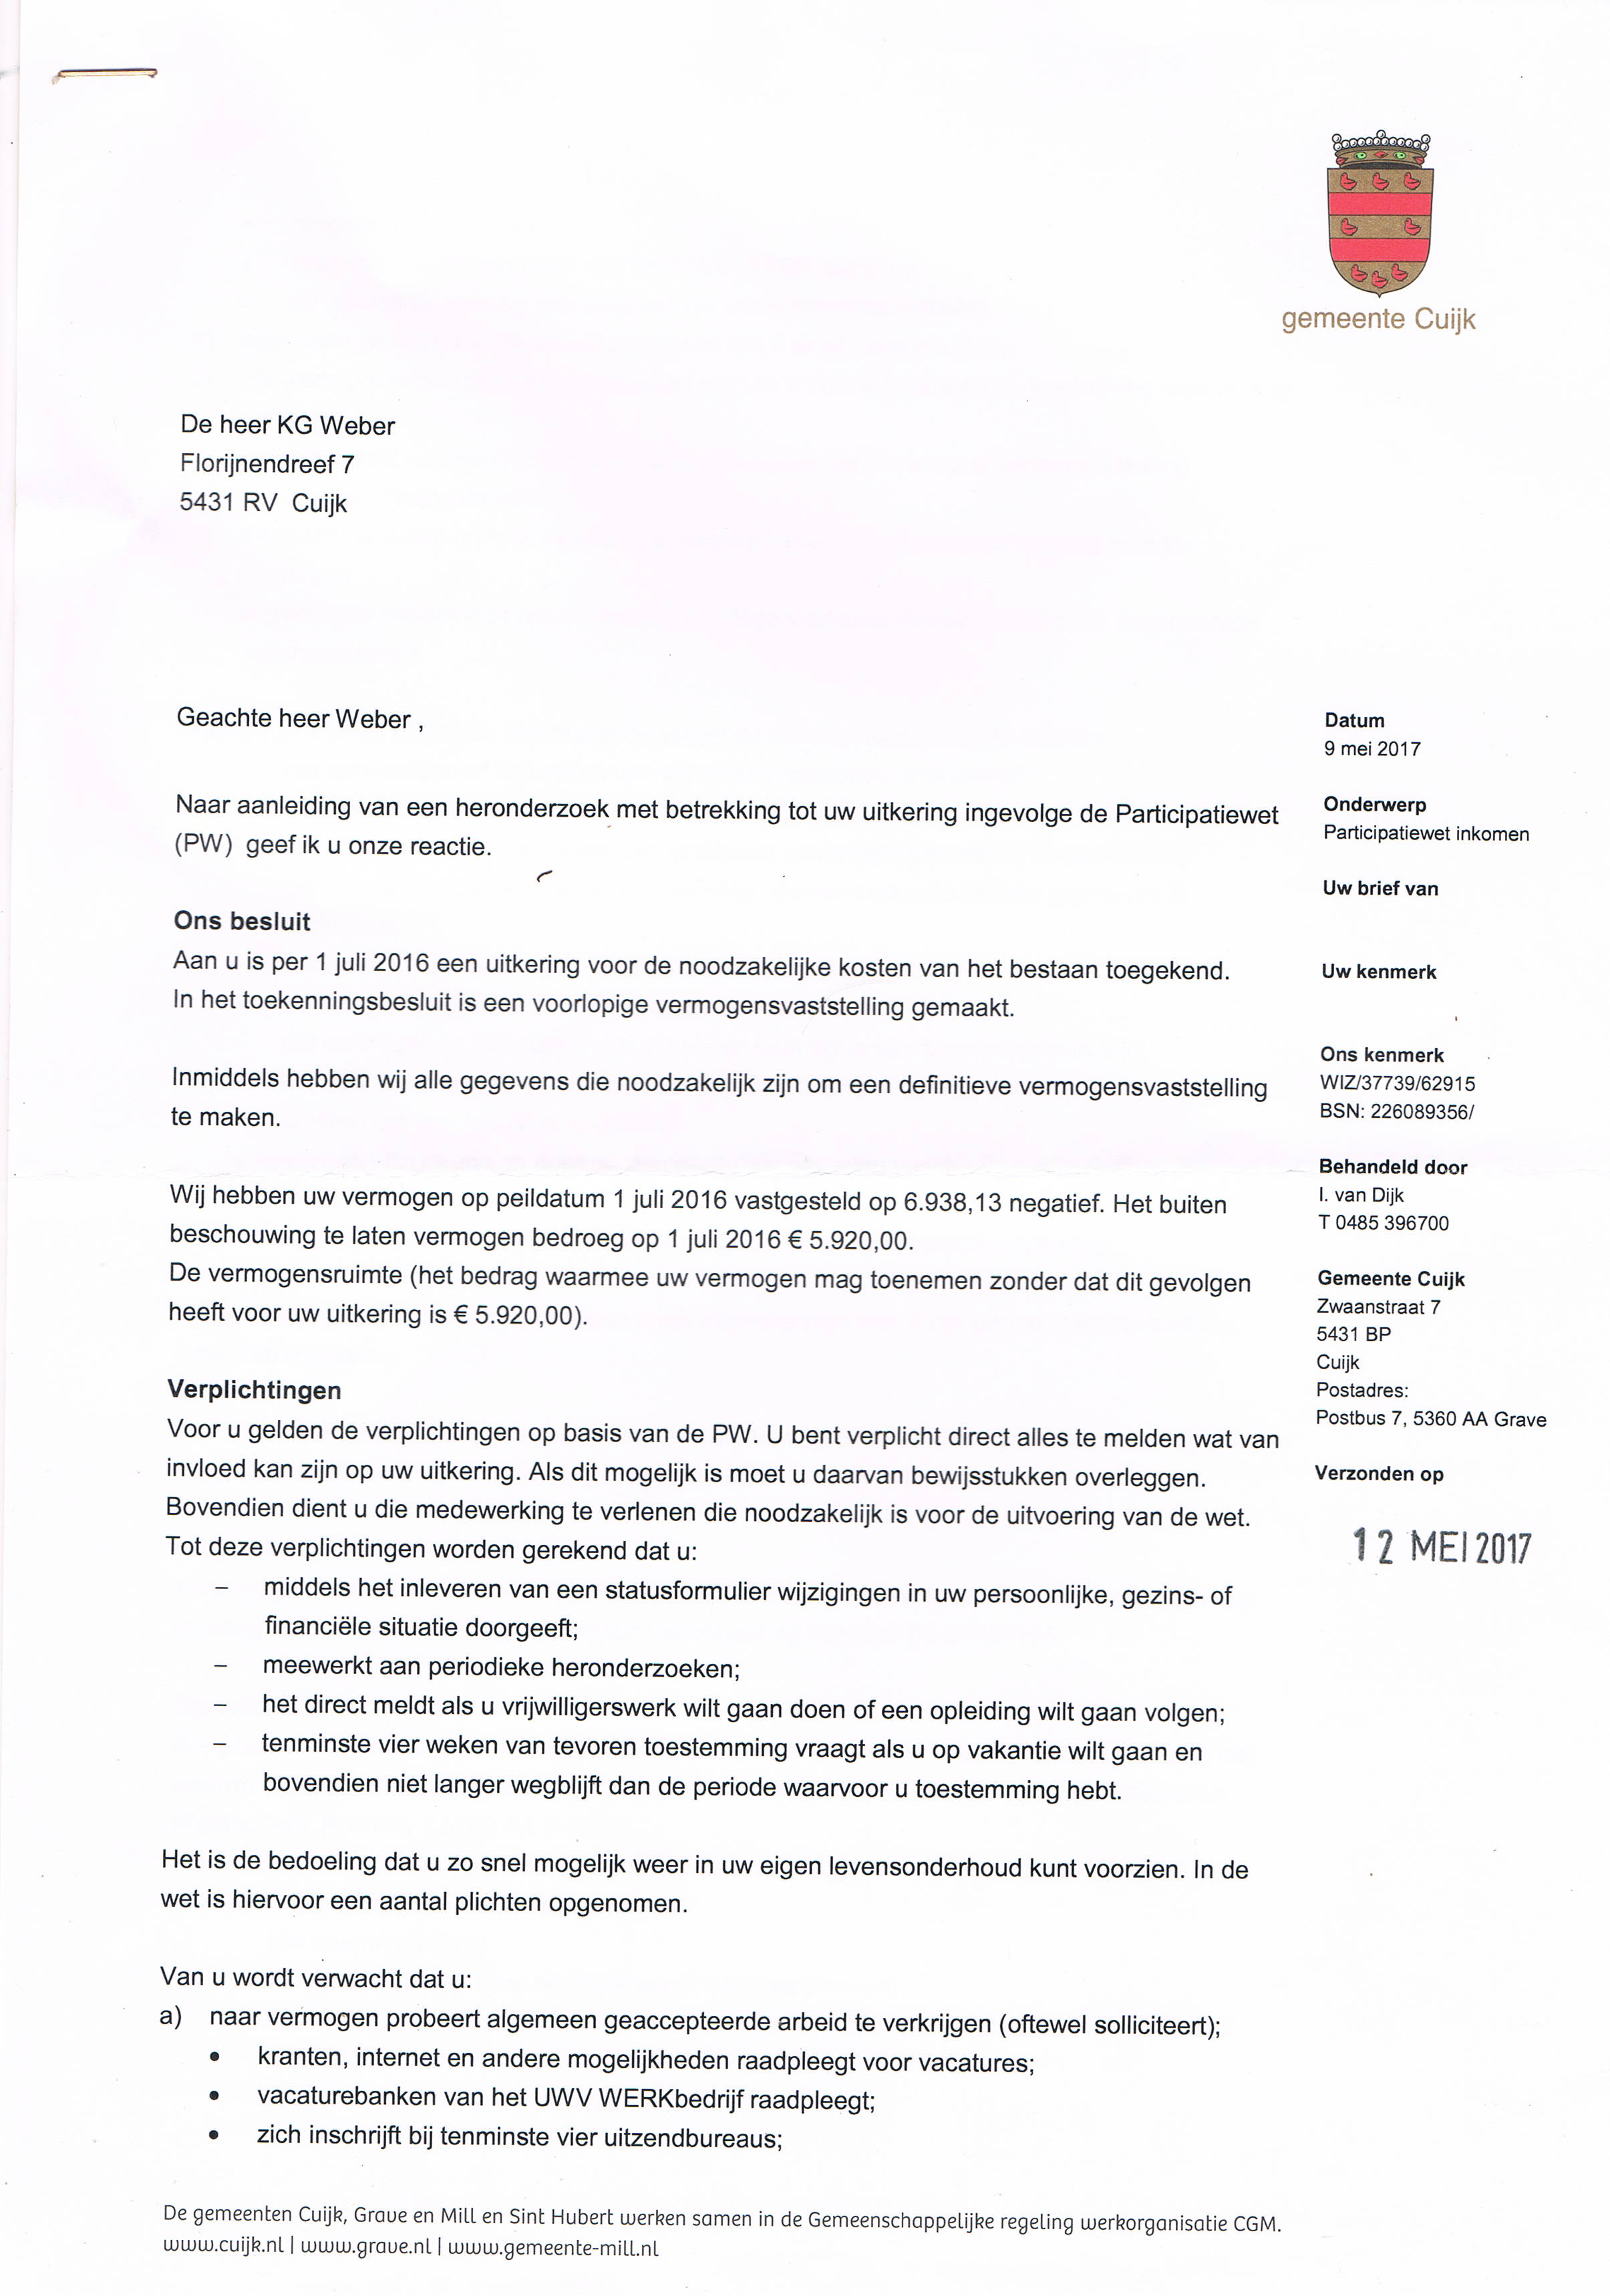 gemeente Cuijk
De heer KG Weber
Florijnendreef 7
5431 RV Cuijk
Geachte heer Weber ,
Naar aanleiding van een heronderzoek met betrekking tot uw uitkering ingevolge de Participatiewet
(PW) geef ik u onze reactie.
Ons besluit
Aan u is per 1 juli 2016 een uitkering voor de noodzakelijke kosten van het bestaan toegekend.
In het toekenningsbesluit is een voorlopige vermogensvaststelling gemaakt.
Inmiddels hebben wij alle gegevens die noodzakelijk zijn om een definitieve vermogensvaststelling
te maken.
Wij hebben uw vermogen op peildatum 1 juli 2016 vastgesteld op 6.938,13 negatief. Het buiten
beschouwing te laten vermogen bedroeg op 1 juli 2016 € 5.920,00.
De vermogensruimte (het bedrag waarmee uw vermogen mag toenemen zonder dat dit gevolgen
heeft voor uw uitkering is € 5.920,00).
Verplichtingen
Voor u gelden de verplichtingen op basis van de PW. U bent verplicht direct alles te melden wat van
invloed kan zijn op uw uitkering. Als dit mogelijk is moet u daarvan bewijsstukken overleggen.
Bovendien dient u die medewerking te verlenen die noodzakelijk is voor de uitvoering van de wet.
Tot deze verplichtingen worden gerekend dat u:
– middels het inleveren van een statusformulier wijzigingen in uw persoonlijke, gezins- of
financiële situatie doorgeeft;
– meewerkt aan periodieke heronderzoeken;
– het direct meldt als u vrijwilligerswerk wilt gaan doen of een opleiding wilt gaan volgen;
– tenminste vier weken van tevoren toestemming vraagt als u op vakantie wilt gaan en
bovendien niet langer wegblijft dan de periode waarvoor u toestemming hebt.
Het is de bedoeling dat u zo snel mogelijk weer in uw eigen levensonderhoud kunt voorzien. In de
wet is hiervoor een aantal plichten opgenomen.
Van u wordt verwacht dat u:
a) naar vermogen probeert algemeen geaccepteerde arbeid te verkrijgen (oftewel solliciteert);
• kranten, internet en andere mogelijkheden raadpleegt voor vacatures;
• vacaturebanken van het UWV WERKbedrijf raadpleegt;
• zich inschrijft bij tenminste vier uitzendbureaus;
Datum
9 mei 2017
Onderwerp
Participatiewet inkomen
Uw brief van
Uw kenmerk
Ons kenmerk
WIZ/37739/62915
BSN: 226089356/
Behandeld door
I. van Dijk
T 0485 396700
Gemeente Cuijk
Zwaanstraat 7
5431 BP
Cuijk
Postadres:
Postbus 7, 5360 AA Grave
Verzonden op
12 MEI 2017
De gemeenten Cuijk, Grave en Mill en Sint Hubert werken samen in de Gemeenschappelijke regeling werkorganisatie CGM.
www.cuijk.nl | www.grave.nl | www.gemeente-mill.nl